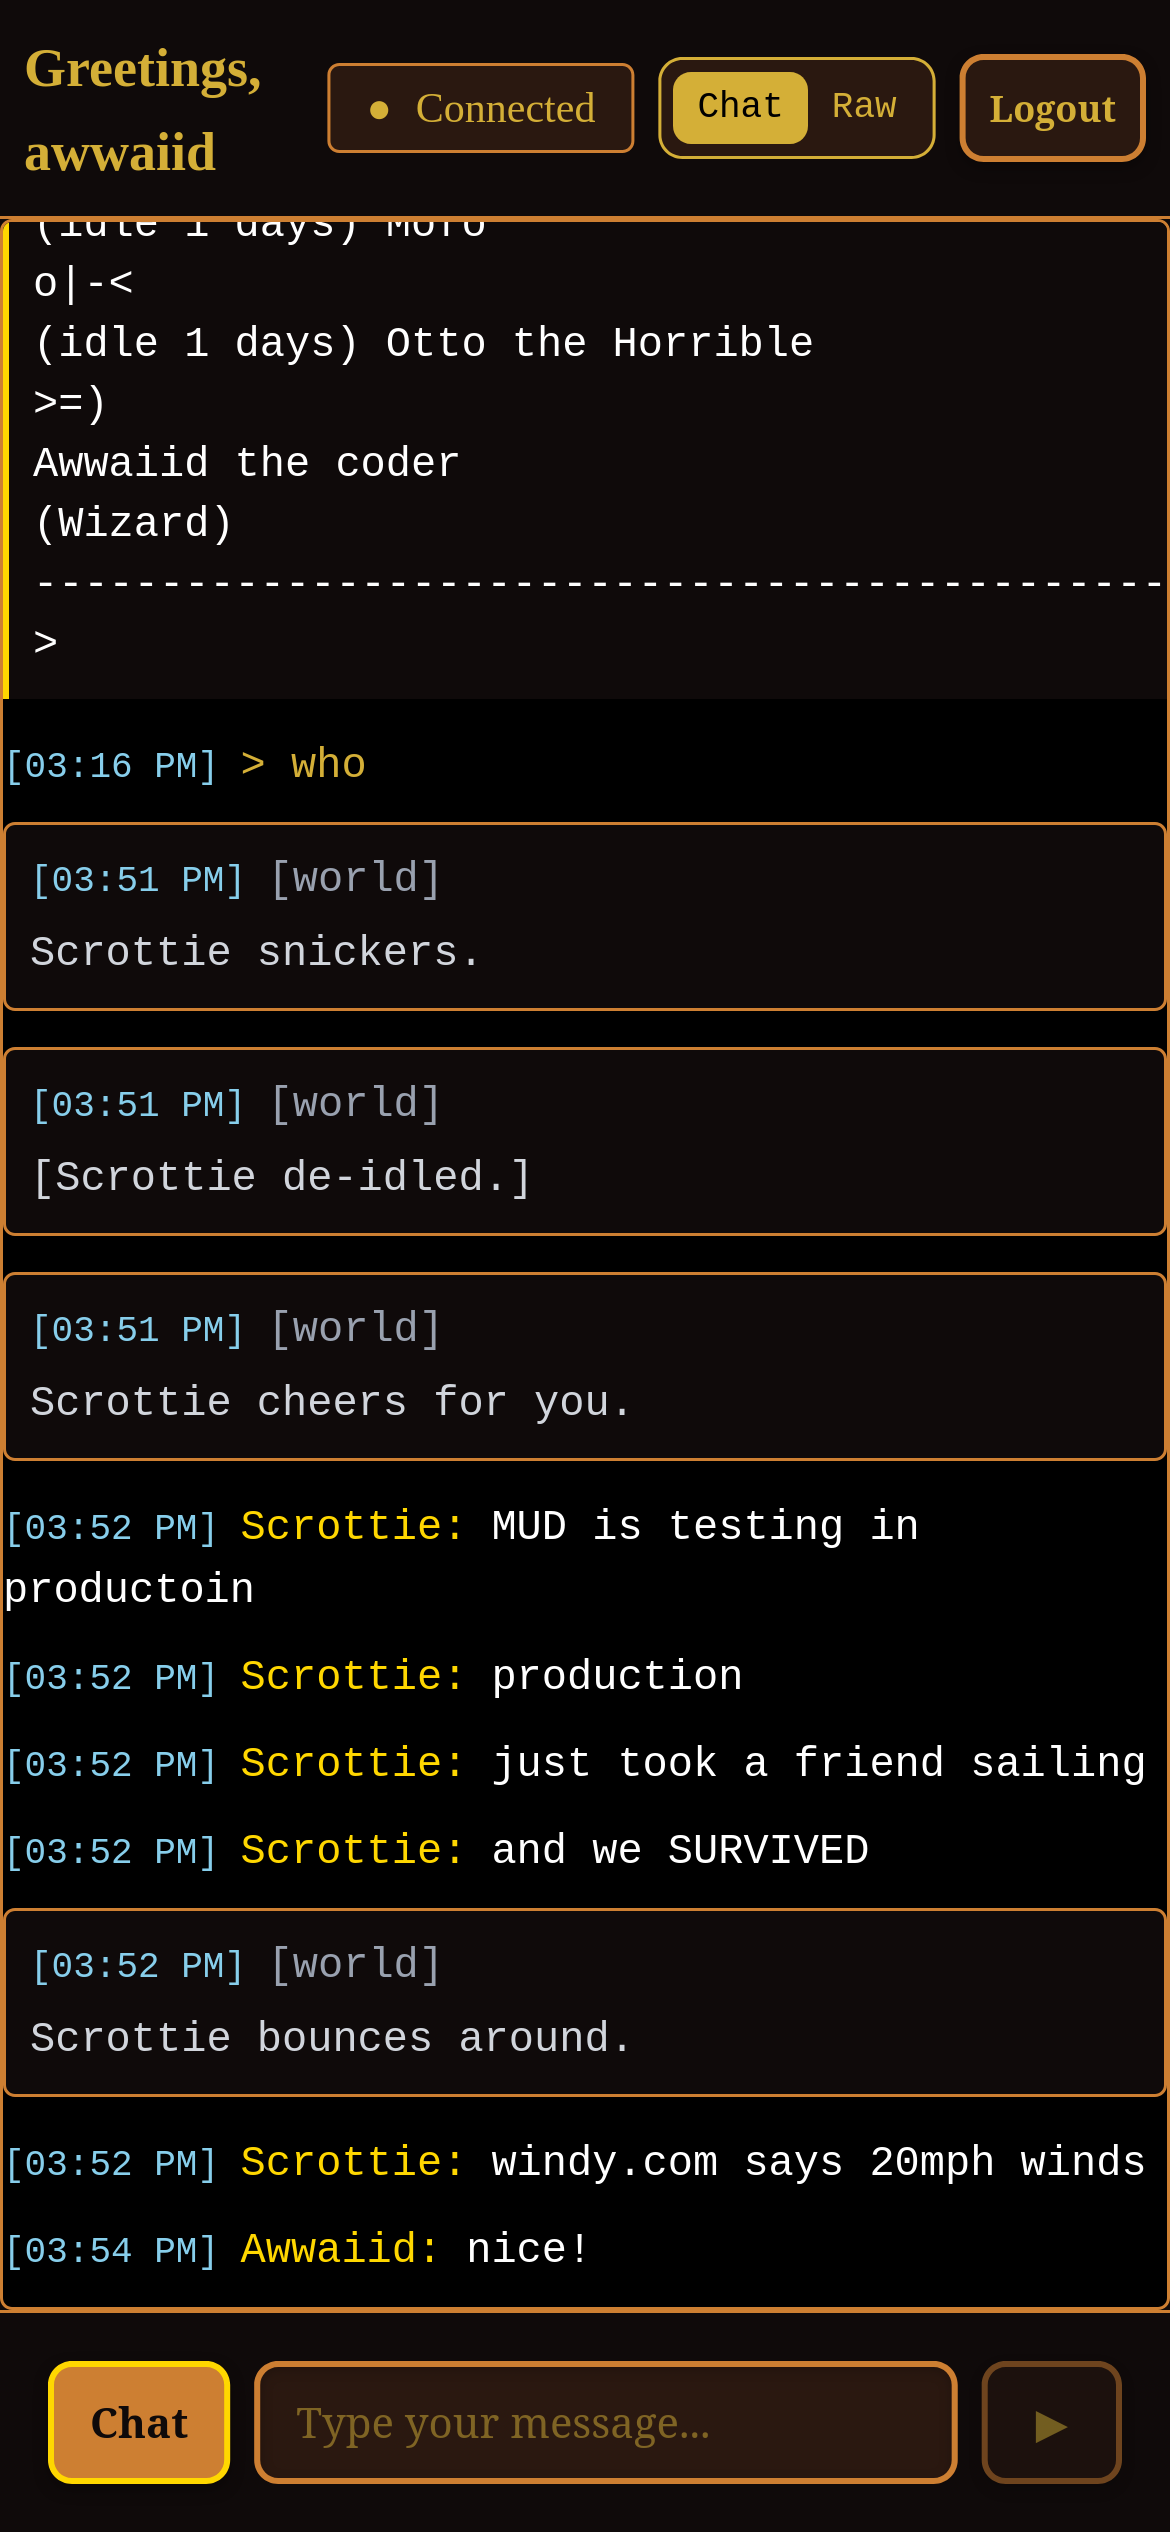 Greetings,
awwaiid
● Connected
Chat Raw
Logout
(idle 1 days) Moro
o|-<
(idle 1 days) Otto the Horrible
>=)
Awwaiid the coder
(Wizard)
---------------------------------------------
>
[03:16 PM] > who
[03:51 PM] [world]
Scrottie snickers.
[03:51 PM] [world]
[Scrottie de-idled.]
[03:51 PM] [world]
Scrottie cheers for you.
[03:52 PM] Scrottie: MUD is testing in
productoin
[03:52 PM] Scrottie: production
[03:52 PM] Scrottie: just took a friend sailing
[03:52 PM] Scrottie: and we SURVIVED
[03:52 PM] [world]
Scrottie bounces around.
[03:52 PM] Scrottie: windy.com says 20mph winds
[03:54 PM] Awwaiid: nice!
Chat
Type your message...
▶